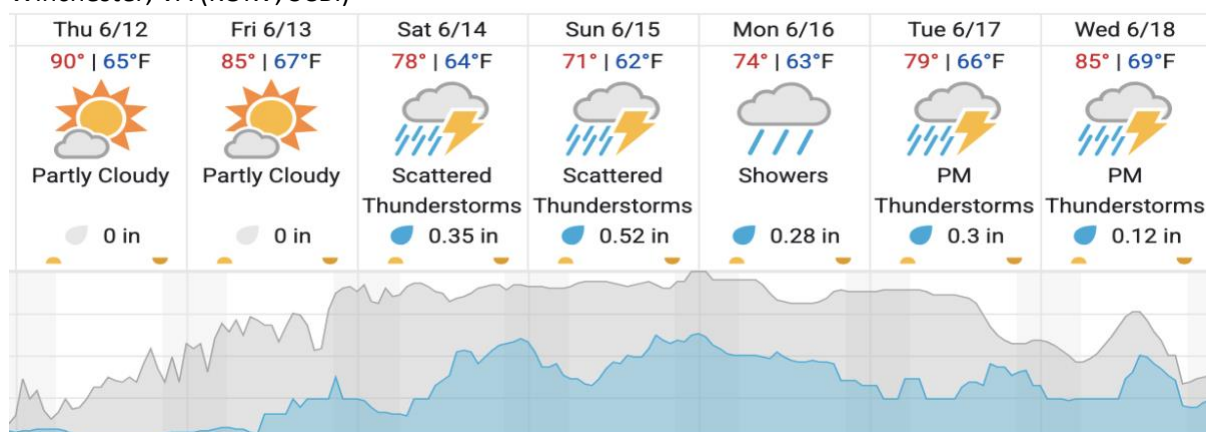 Thu 6/12 Fri 6/13 Sat 6/14 Sun 6/15 Mon 6/16 Tue 6/17 Wed 6/18
90° | 65°F 85° | 67°F 78° | 64°F 71° | 62°F 74° | 63°F 79° | 66°F 85° | 69°F
Partly Cloudy Partly Cloudy Scattered Scattered Showers PM PM
Thunderstorms Thunderstorms Thunderstorms Thunderstorms
0 in 0 in 0.35 in 0.52 in 0.28 in 0.3 in 0.12 in